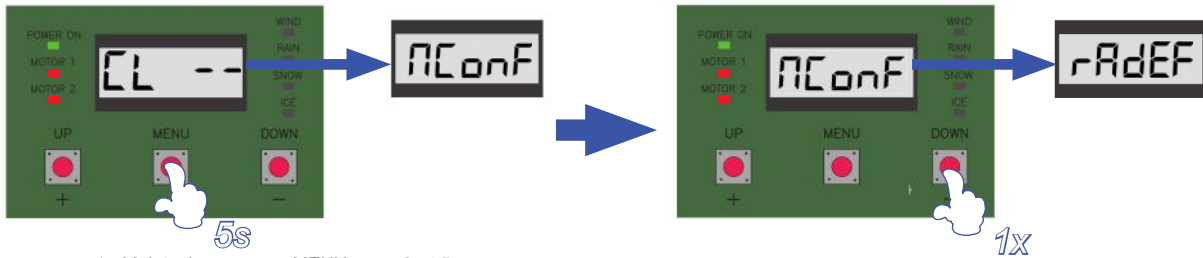 POWER ON
MOTOR 1
MOTOR 2
CL --
WIND
RAIN
SNOW
ICE
UP
MENU
DOWN
+
−
5s
MConF
POWER ON
MOTOR 1
MOTOR 2
MConF
WIND
RAIN
SNOW
ICE
UP
MENU
DOWN
+
−
1x
rAdEF